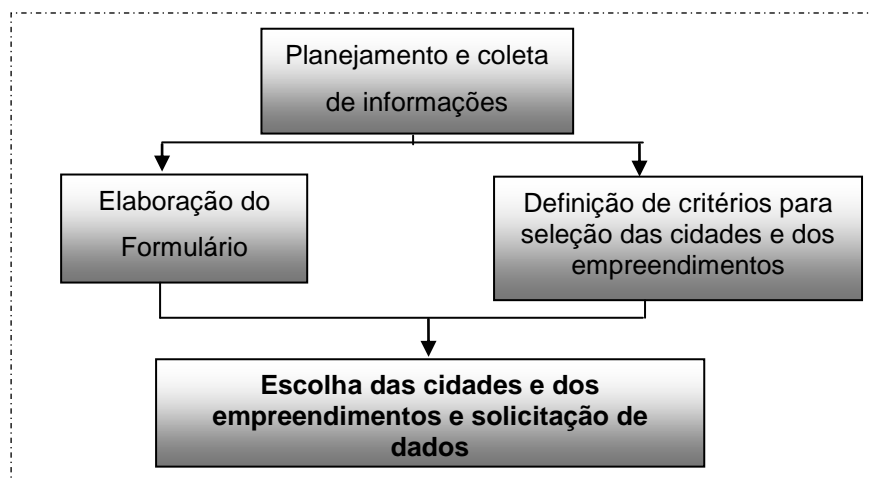 Planejamento e coleta
de informações
Elaboração do
Formulário
Definição de critérios para
seleção das cidades e dos
empreendimentos
Escolha das cidades e dos
empreendimentos e solicitação de
dados